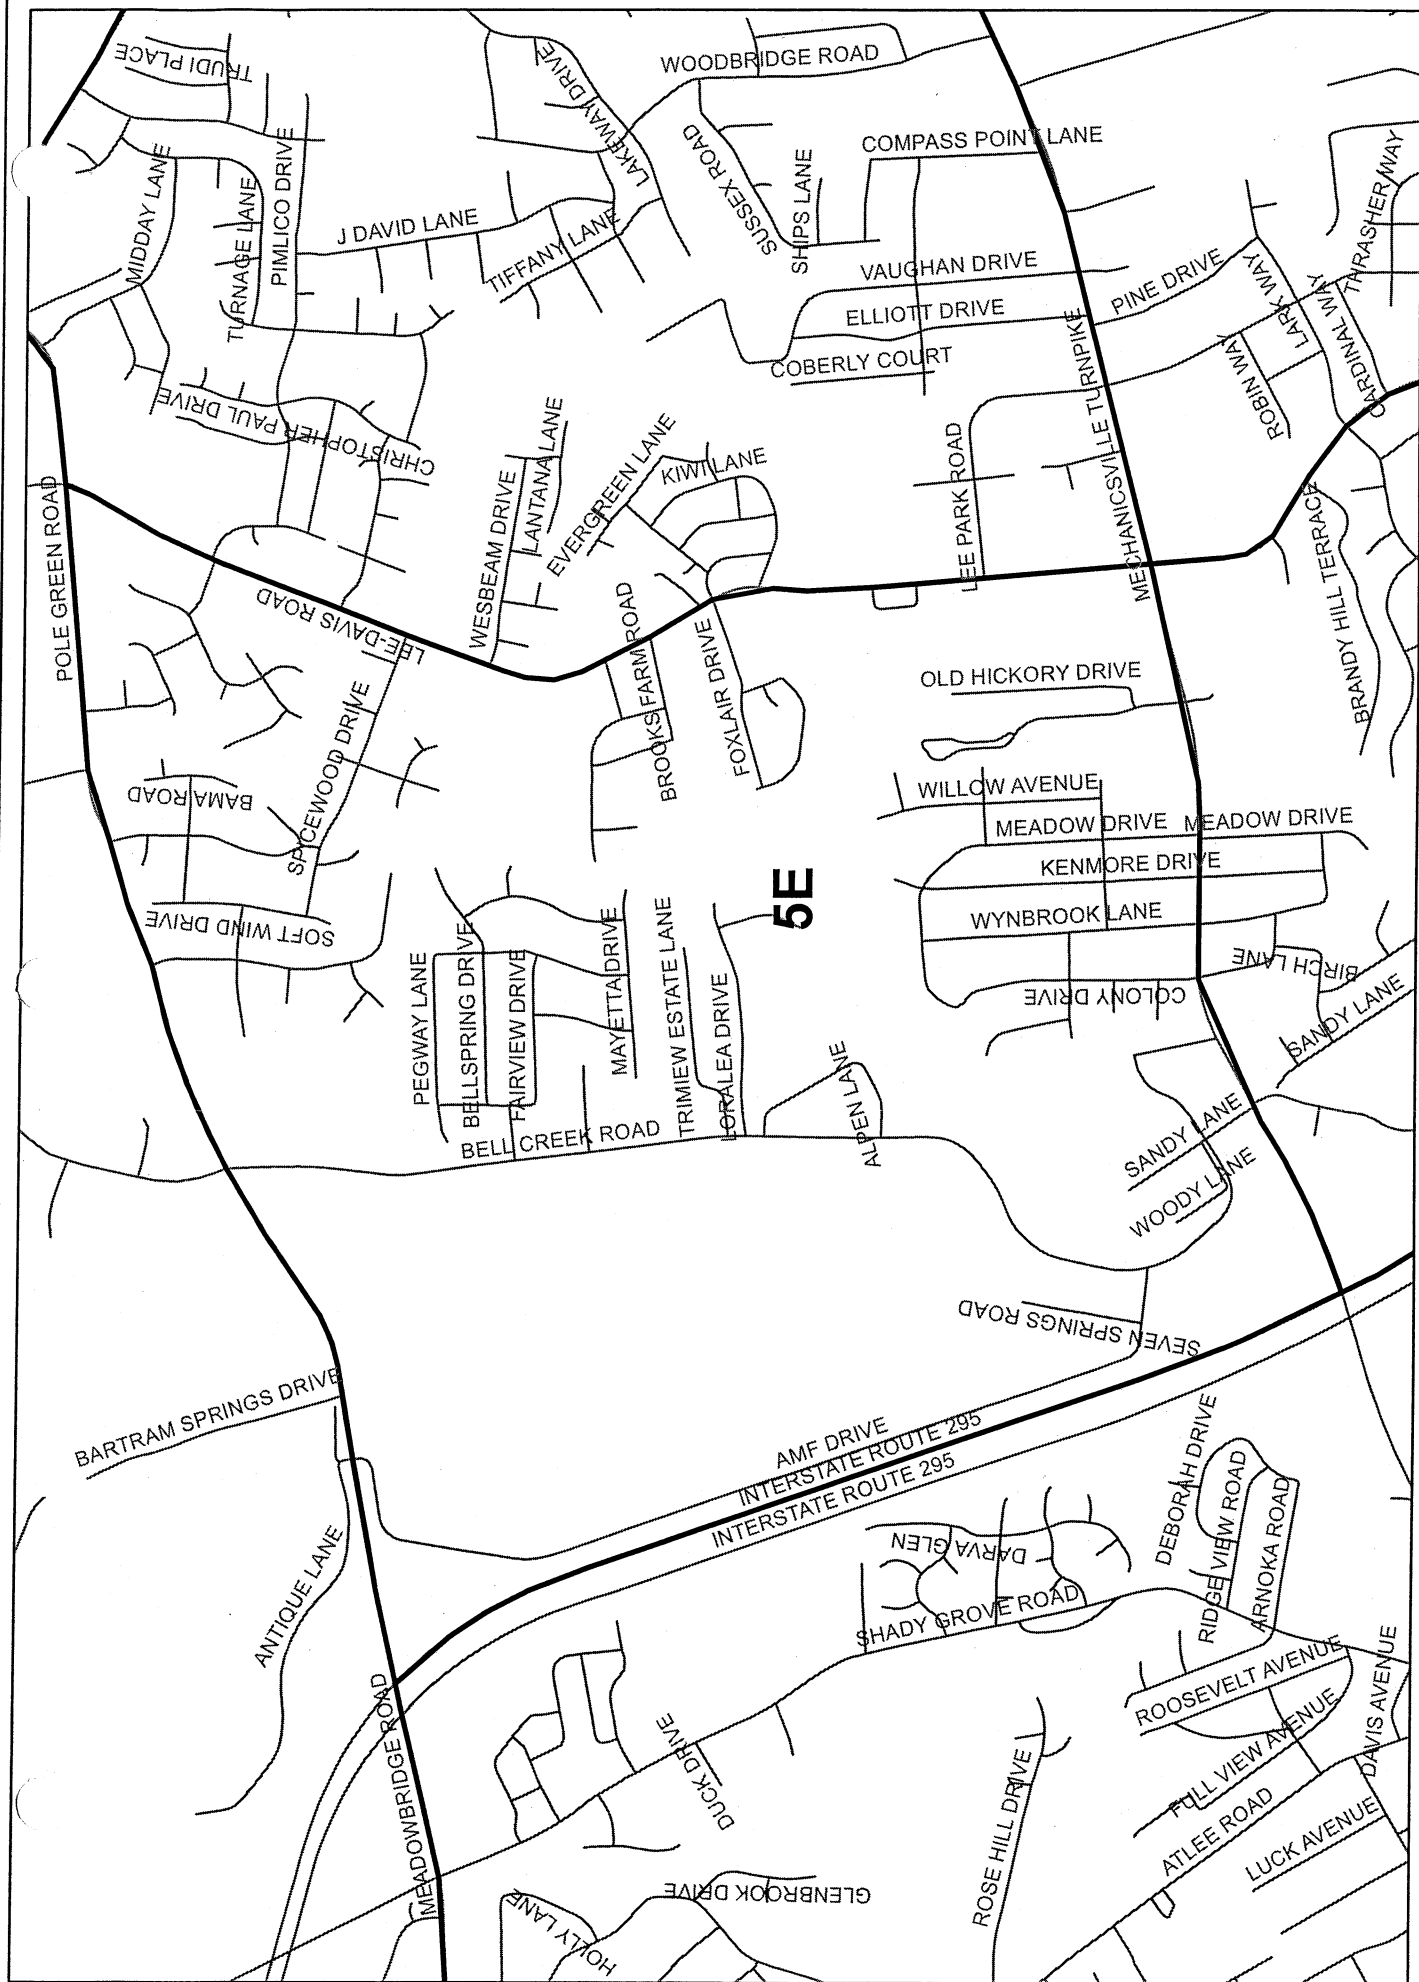 TRUDI PLACE
WOODBRIDGE ROAD
LAKEWAY DRIVE
COMPASS POINT LANE
MIDDAY LANE
PIMLICO DRIVE
TURNAGE LANE
J DAVID LANE
TIFFANY LANE
SUSSEX ROAD
SHIPS LANE
THRASHER WAY
VAUGHAN DRIVE
PINE DRIVE
ELLIOTT DRIVE
LARK WAY
CARDINAL WAY
COBERLY COURT
ROBIN WAY
CHRISTOPHER PAUL DRIVE
LANTANA LANE
EVERGREEN LANE
KIWI LANE
LEE PARK ROAD
MECHANICSVILLE TURNPIKE
POLE GREEN ROAD
WESBEAM DRIVE
BRANDY HILL TERRACE
LEE-DAVIS ROAD
BROOKS FARM ROAD
FOXLAIR DRIVE
OLD HICKORY DRIVE
SPICEWOOD DRIVE
BAMA ROAD
WILLOW AVENUE
MEADOW DRIVE
MEADOW DRIVE
KENMORE DRIVE
5E
WYNBROOK LANE
SOFT WIND DRIVE
PEGWAY LANE
BELLSPRING DRIVE
FAIRVIEW DRIVE
MAYETTA DRIVE
TRIMIEW ESTATE LANE
LORALEA DRIVE
BIRCH LANE
COLONY DRIVE
SANDY LANE
ALPEN LANE
BELL CREEK ROAD
SANDY LANE
WOODY LANE
SEVEN SPRINGS ROAD
BARTRAM SPRINGS DRIVE
AMF DRIVE
INTERSTATE ROUTE 295
INTERSTATE ROUTE 295
DEBORAH DRIVE
RIDGE VIEW ROAD
ARNOKA ROAD
DARVA GLEN
ANTIQUE LANE
SHADY GROVE ROAD
ROOSEVELT AVENUE
DAVIS AVENUE
MEADOWBRIDGE ROAD
DUCK DRIVE
FULL VIEW AVENUE
ROSE HILL DRIVE
ATLEE ROAD
LUCK AVENUE
GLENBROOK DRIVE
HOLLY LANE